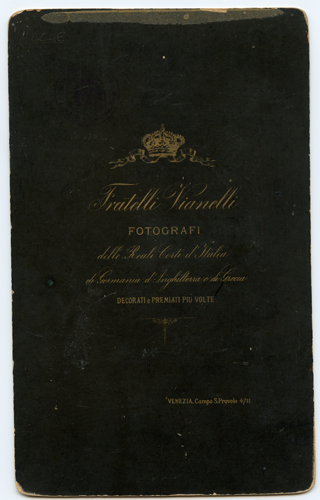 Fratelli Vianelli
FOTOGRAFI
delle Reali Corti d'Italia
di Germania d'Inghilterra e di Grecia
DECORATI e PREMIATI PIÙ VOLTE
VENEZIA, Campo S. Provolo 4711